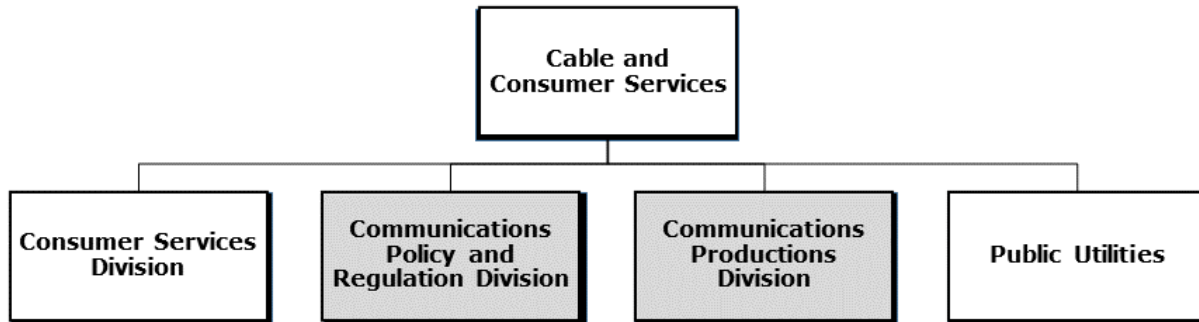 Cable and
Consumer Services
Consumer Services
Division
Communications
Policy and
Regulation Division
Communications
Productions
Division
Public Utilities